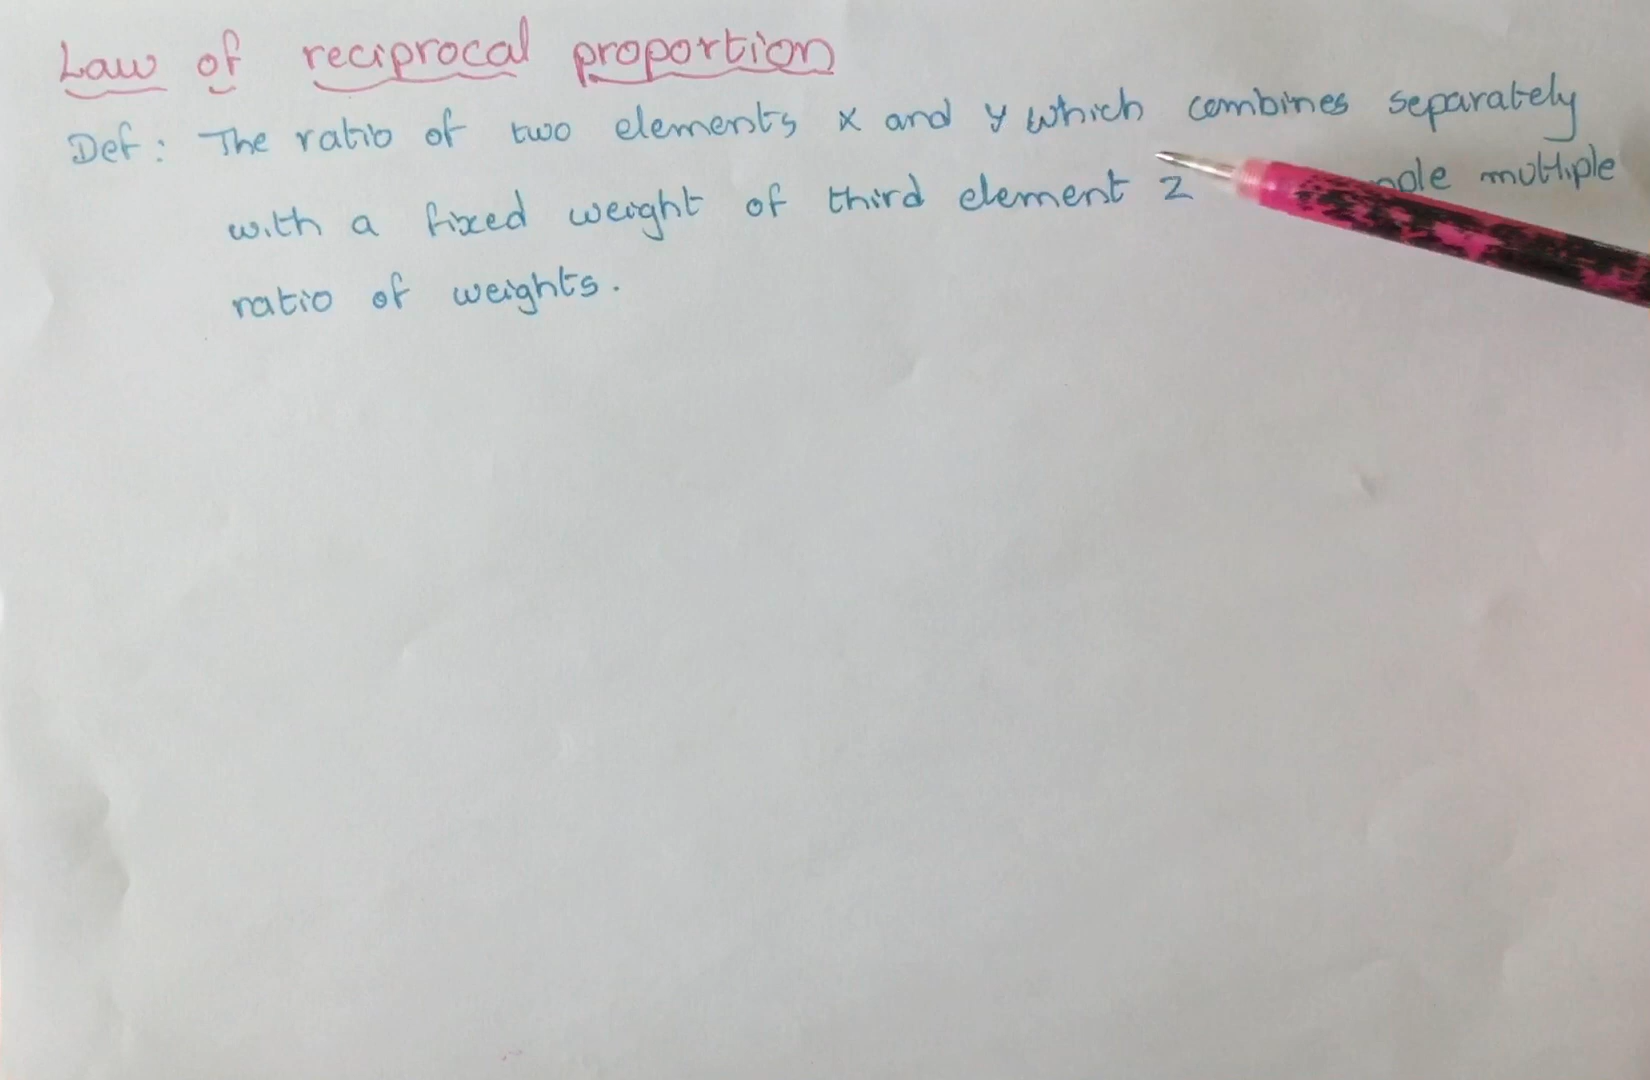 Law of reciprocal proportion
Def: The ratio of two elements x and y which combines separately
with a fixed weight of third element z multiple
ratio of weights.